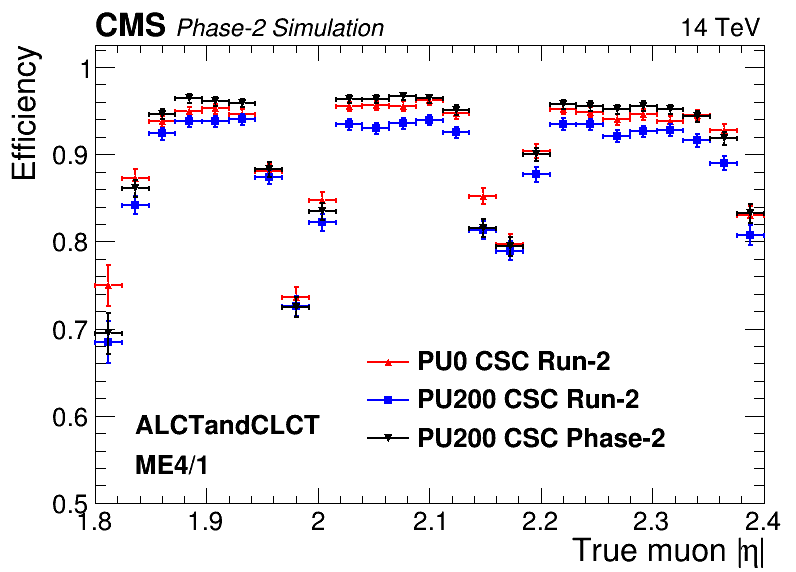 CMS Phase-2 Simulation 14 TeV
Efficiency
1
0.9
0.8
0.7
0.6
0.5
PU0 CSC Run-2
PU200 CSC Run-2
PU200 CSC Phase-2
ALCTandCLCT
ME4/1
1.8 1.9 2 2.1 2.2 2.3 2.4
True muon |η|